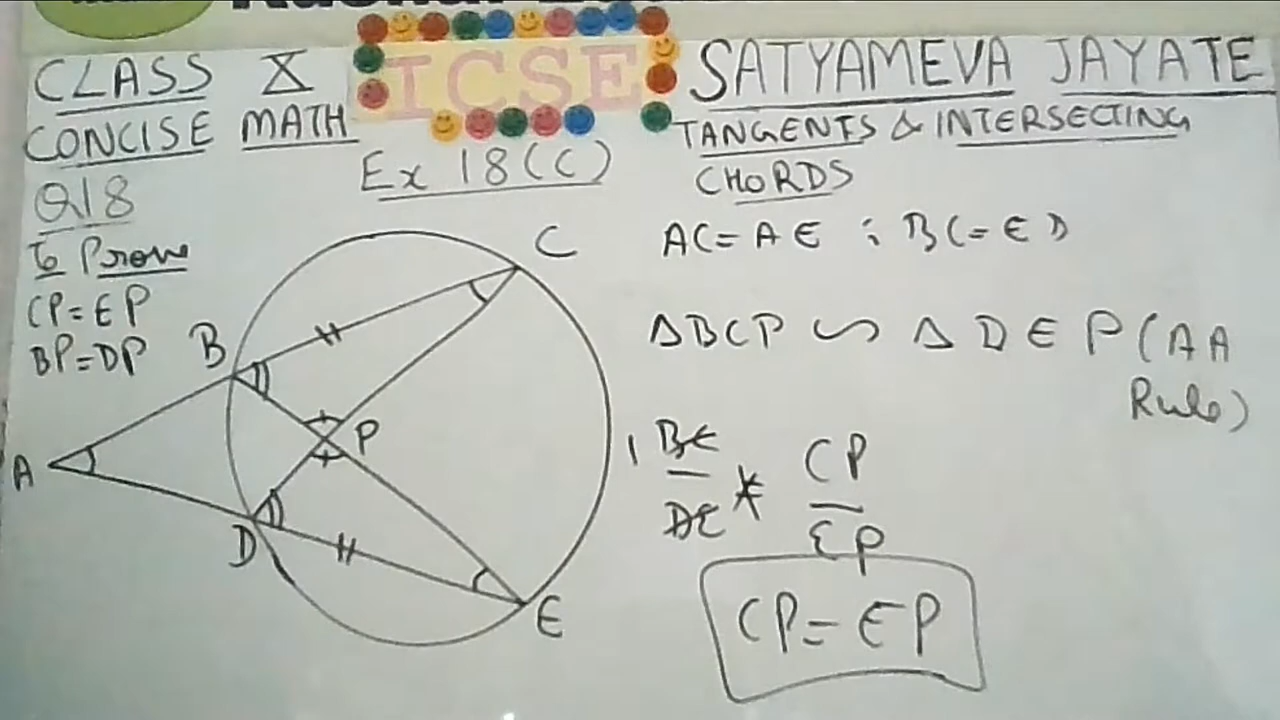 CLASS X
CONCISE MATH
ICSE
SATYAMEVA JAYATE
TANGENTS & INTERSECTING
CHORDS
Ex 18(C)
Q18
To Prove
CP=EP
BP=DP
AC=AE ; BC=ED
ΔBCP ∽ ΔDEP (AA
Rule)
CP
EP
CP=EP
A
B
C
D
E
P